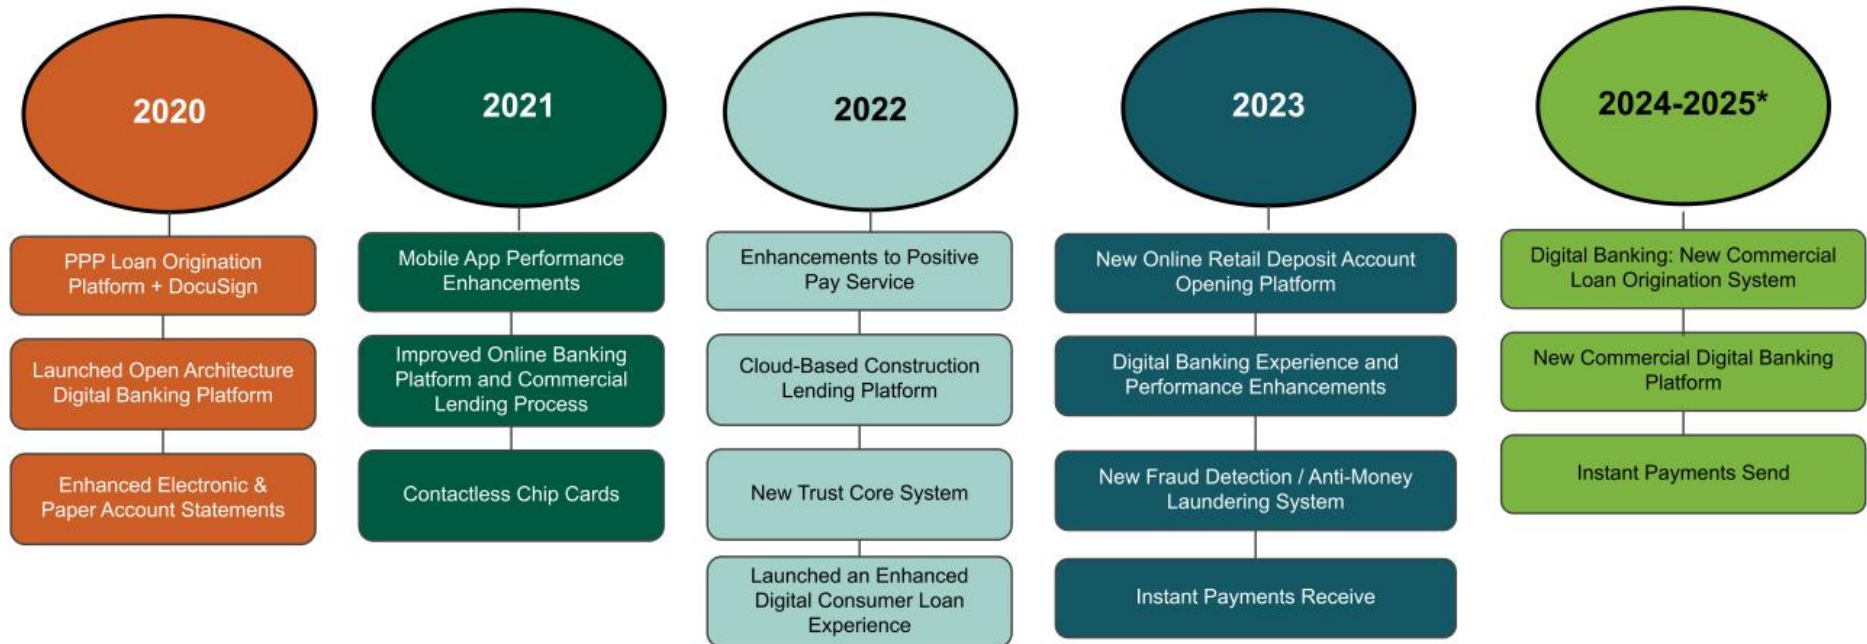 2020
PPP Loan Origination
Platform + DocuSign
Launched Open Architecture
Digital Banking Platform
Enhanced Electronic &
Paper Account Statements
2021
Mobile App Performance
Enhancements
Improved Online Banking
Platform and Commercial
Lending Process
Contactless Chip Cards
2022
Enhancements to Positive
Pay Service
Cloud-Based Construction
Lending Platform
New Trust Core System
Launched an Enhanced
Digital Consumer Loan
Experience
2023
New Online Retail Deposit Account
Opening Platform
Digital Banking Experience and
Performance Enhancements
New Fraud Detection / Anti-Money
Laundering System
Instant Payments Receive
2024-2025*
Digital Banking: New Commercial
Loan Origination System
New Commercial Digital Banking
Platform
Instant Payments Send